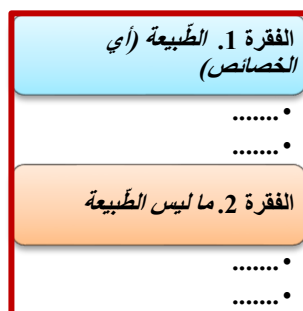 الفقرة 1. الطّبيعة (أي
الخصائص)
• .......
• .......
الفقرة 2. ما ليس الطّبيعة
• .......
• .......